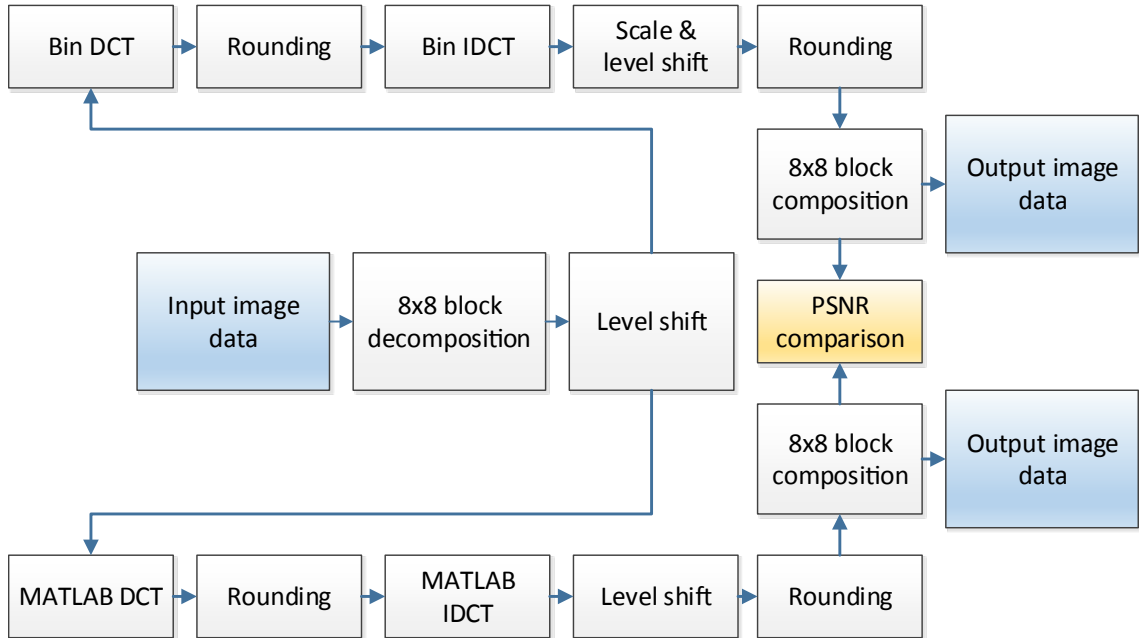 Bin DCT
Rounding
Bin IDCT
Scale &
level shift
Rounding
8x8 block
composition
Output image
data
Input image
data
8x8 block
decomposition
Level shift
PSNR
comparison
8x8 block
composition
Output image
data
MATLAB DCT
Rounding
MATLAB
IDCT
Level shift
Rounding